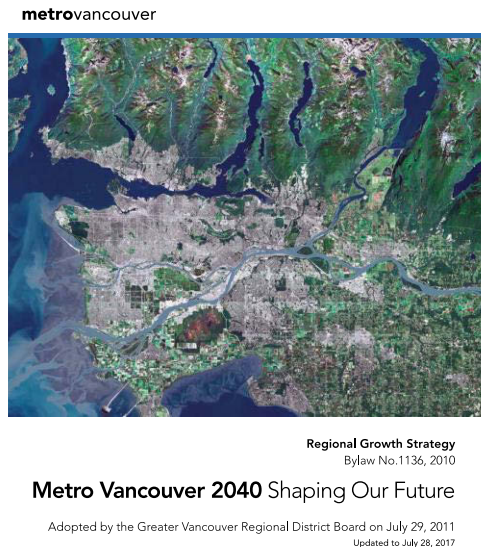 metrovancouver
Regional Growth Strategy
Bylaw No.1136, 2010
Metro Vancouver 2040 Shaping Our Future
Adopted by the Greater Vancouver Regional District Board on July 29, 2011
Updated to July 28, 2017